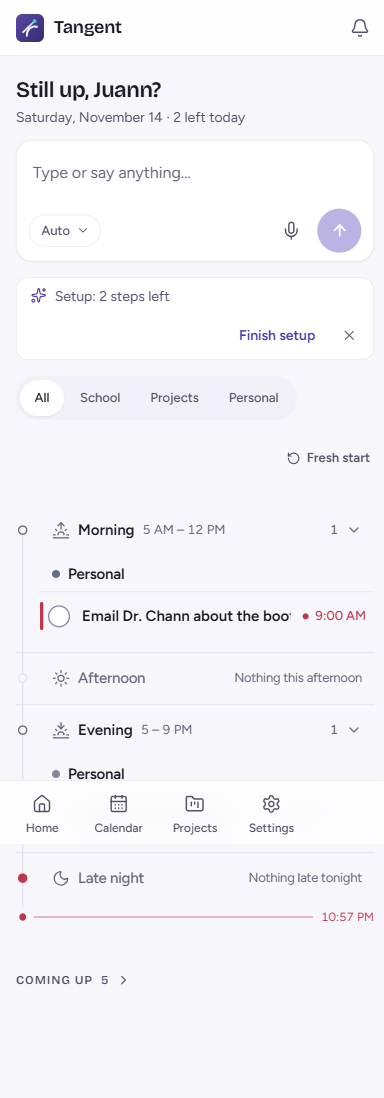 Tangent
Still up, Juann?
Saturday, November 14 · 2 left today
Type or say anything...
Auto
Setup: 2 steps left
Finish setup
All School Projects Personal
Fresh start
Morning 5 AM – 12 PM 1
Personal
Email Dr. Chann about the 9:00 AM
Afternoon Nothing this afternoon
Evening 5 – 9 PM 1
Personal
Home Calendar Projects Settings
Late night Nothing late tonight
10:57 PM
COMING UP 5